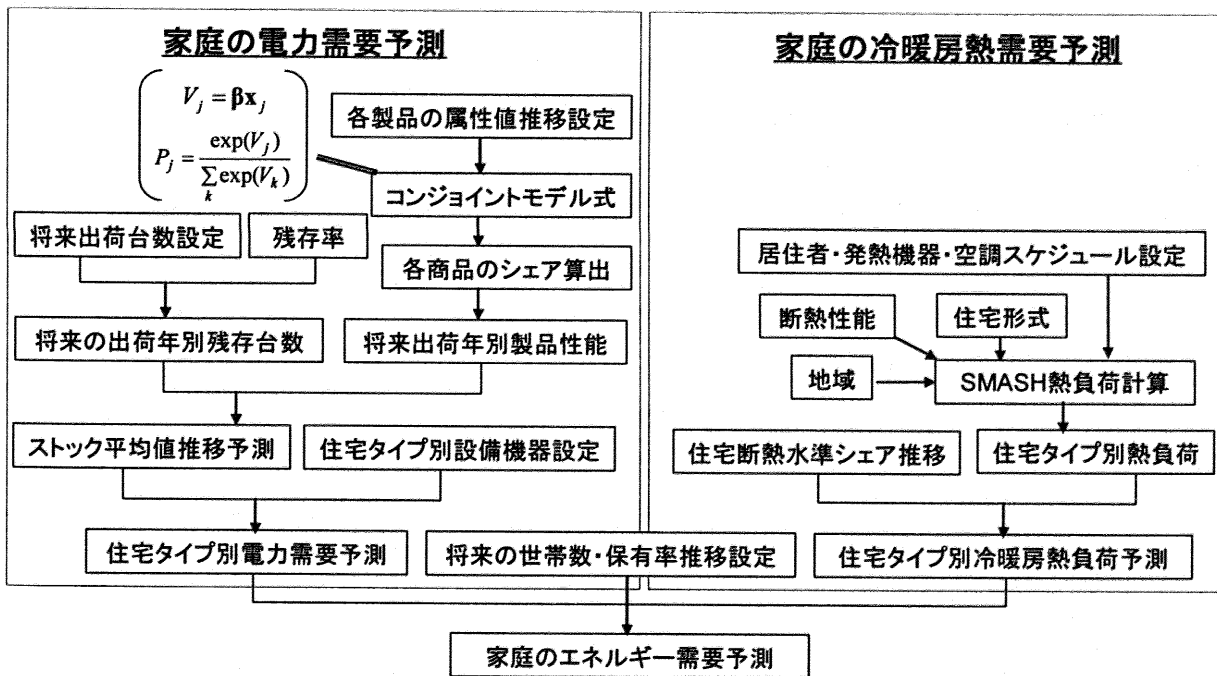 家庭の電力需要予測
V_j = βx_j
P_j = exp(V_j) / Σ_k exp(V_k)
各製品の属性値推移設定
コンジョイントモデル式
将来出荷台数設定
残存率
各商品のシェア算出
将来の出荷年別残存台数
将来出荷年別製品性能
ストック平均値推移予測
住宅タイプ別設備機器設定
住宅タイプ別電力需要予測
将来の世帯数・保有率推移設定
家庭の冷暖房熱需要予測
居住者・発熱機器・空調スケジュール設定
断熱性能
住宅形式
地域
SMASH熱負荷計算
住宅断熱水準シェア推移
住宅タイプ別熱負荷
住宅タイプ別冷暖房熱負荷予測
家庭のエネルギー需要予測